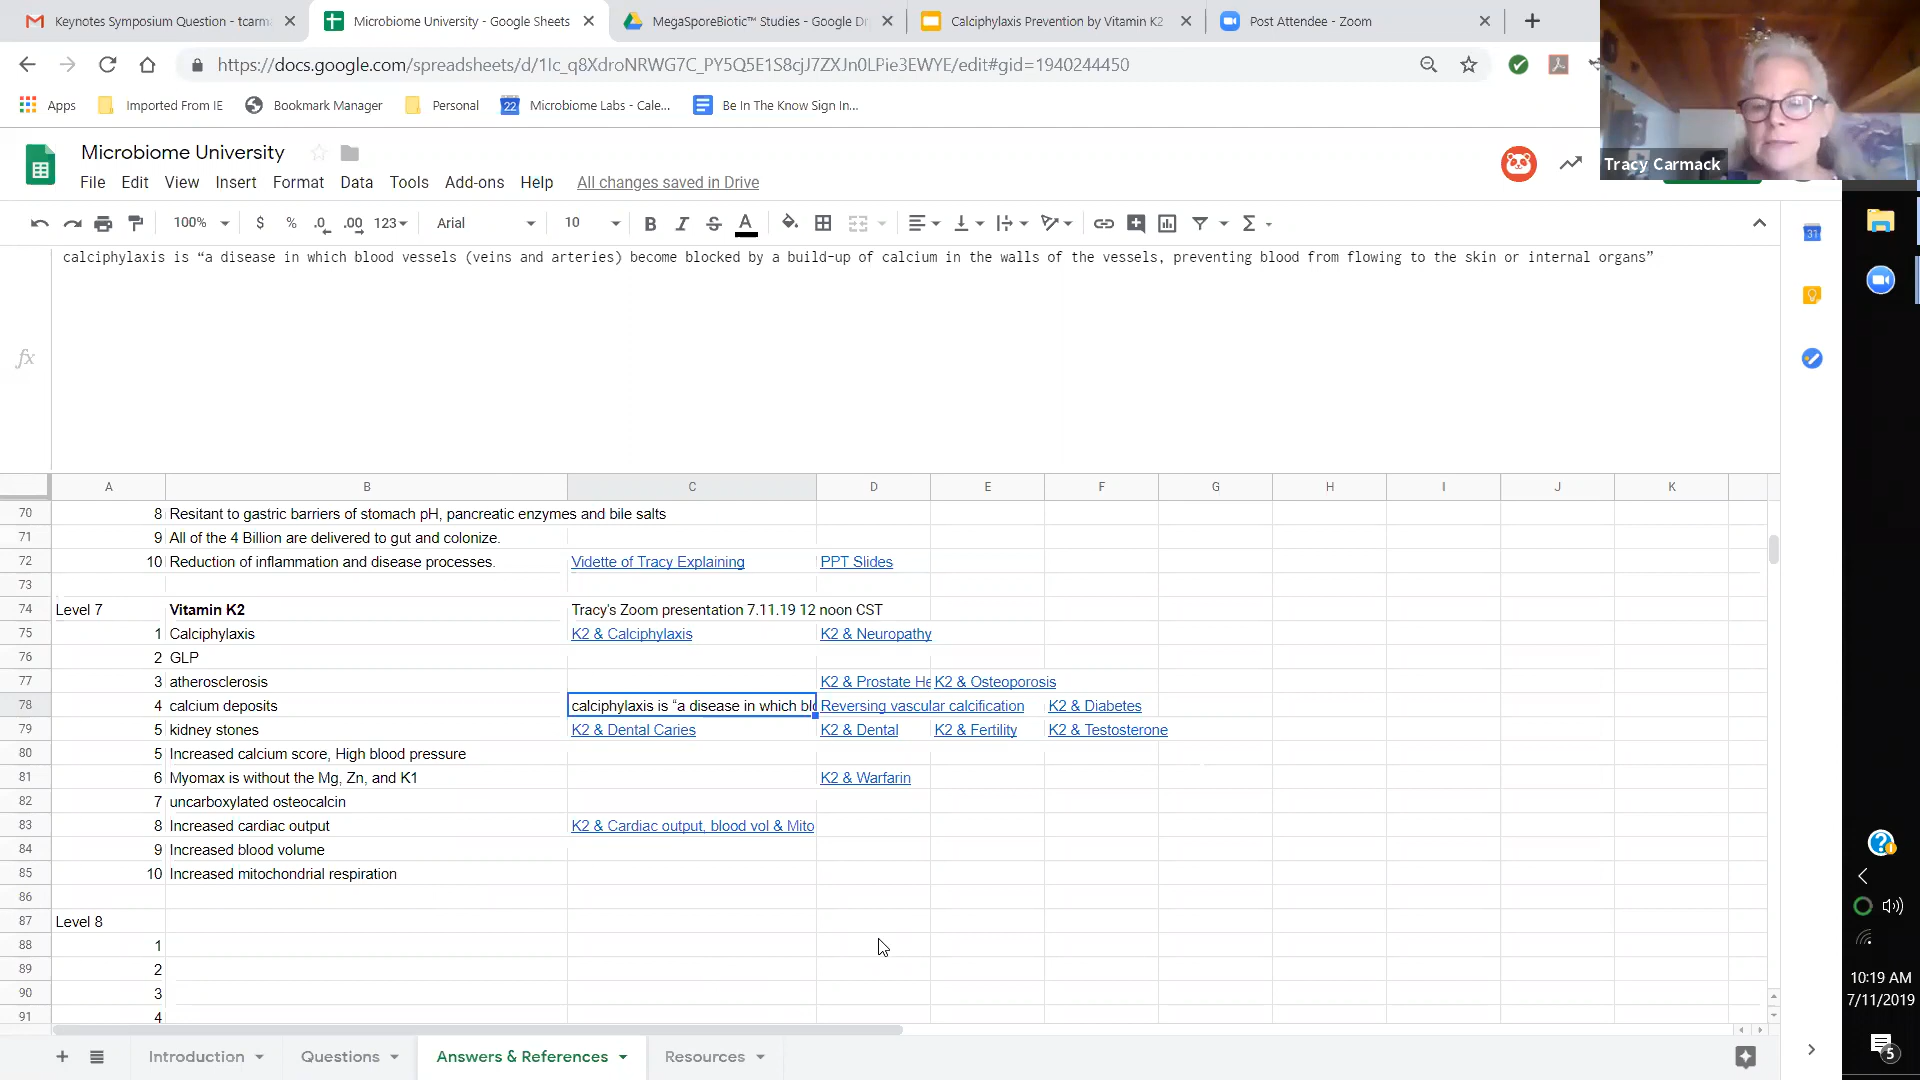 Keynotes Symposium Question - tcarm
Microbiome University - Google Sheets
MegaSporeBiotic™ Studies - Google Dr
Calciphylaxis Prevention by Vitamin K2
Post Attendee - Zoom
https://docs.google.com/spreadsheets/d/1Ic_q8XdroNRWG7C_PY5Q5E1S8cjJ7ZXJn0LPie3EWYE/edit#gid=1940244450
Apps
Imported From IE
Bookmark Manager
Personal
22
Microbiome Labs - Cale...
Be In The Know Sign In...
Tracy Carmack
Microbiome University
File Edit View Insert Format Data Tools Add-ons Help All changes saved in Drive
100% $ % .0 .00 123 Arial 10 B I S A Σ
31
calciphylaxis is “a disease in which blood vessels (veins and arteries) become blocked by a build-up of calcium in the walls of the vessels, preventing blood from flowing to the skin or internal organs”
fx
A B C D E F G H I J K
70 8 Resitant to gastric barriers of stomach pH, pancreatic enzymes and bile salts
71 9 All of the 4 Billion are delivered to gut and colonize.
72 10 Reduction of inflammation and disease processes. Vidette of Tracy Explaining PPT Slides
73
74 Level 7 Vitamin K2 Tracy's Zoom presentation 7.11.19 12 noon CST
75 1 Calciphylaxis K2 & Calciphylaxis K2 & Neuropathy
76 2 GLP
77 3 atherosclerosis K2 & Prostate He K2 & Osteoporosis
78 4 calcium deposits calciphylaxis is “a disease in which blo Reversing vascular calcification K2 & Diabetes
79 5 kidney stones K2 & Dental Caries K2 & Dental K2 & Fertility K2 & Testosterone
80 5 Increased calcium score, High blood pressure
81 6 Myomax is without the Mg, Zn, and K1 K2 & Warfarin
82 7 uncarboxylated osteocalcin
83 8 Increased cardiac output K2 & Cardiac output, blood vol & Mito
84 9 Increased blood volume
85 10 Increased mitochondrial respiration
86
87 Level 8
88 1
89 2
90 3
91 4
Introduction
Questions
Answers & References
Resources
10:19 AM
7/11/2019
5